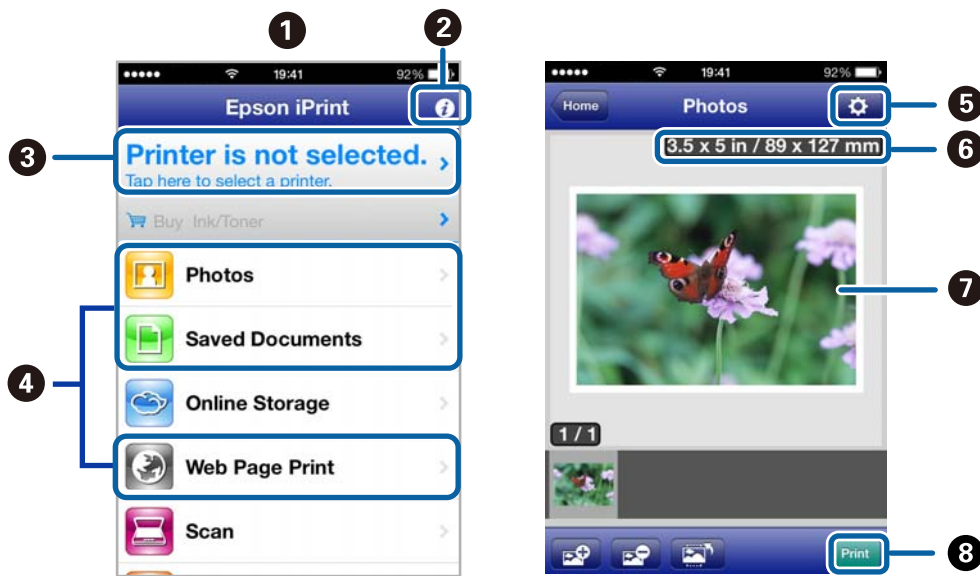 1
2
19:41
92%
Epson iPrint
i
3
Printer is not selected.
Tap here to select a printer.
Buy Ink/Toner
Photos
Saved Documents
4
Online Storage
Web Page Print
Scan
19:41
92%
Home
Photos
5
3.5 x 5 in / 89 x 127 mm
6
7
1 / 1
Print
8